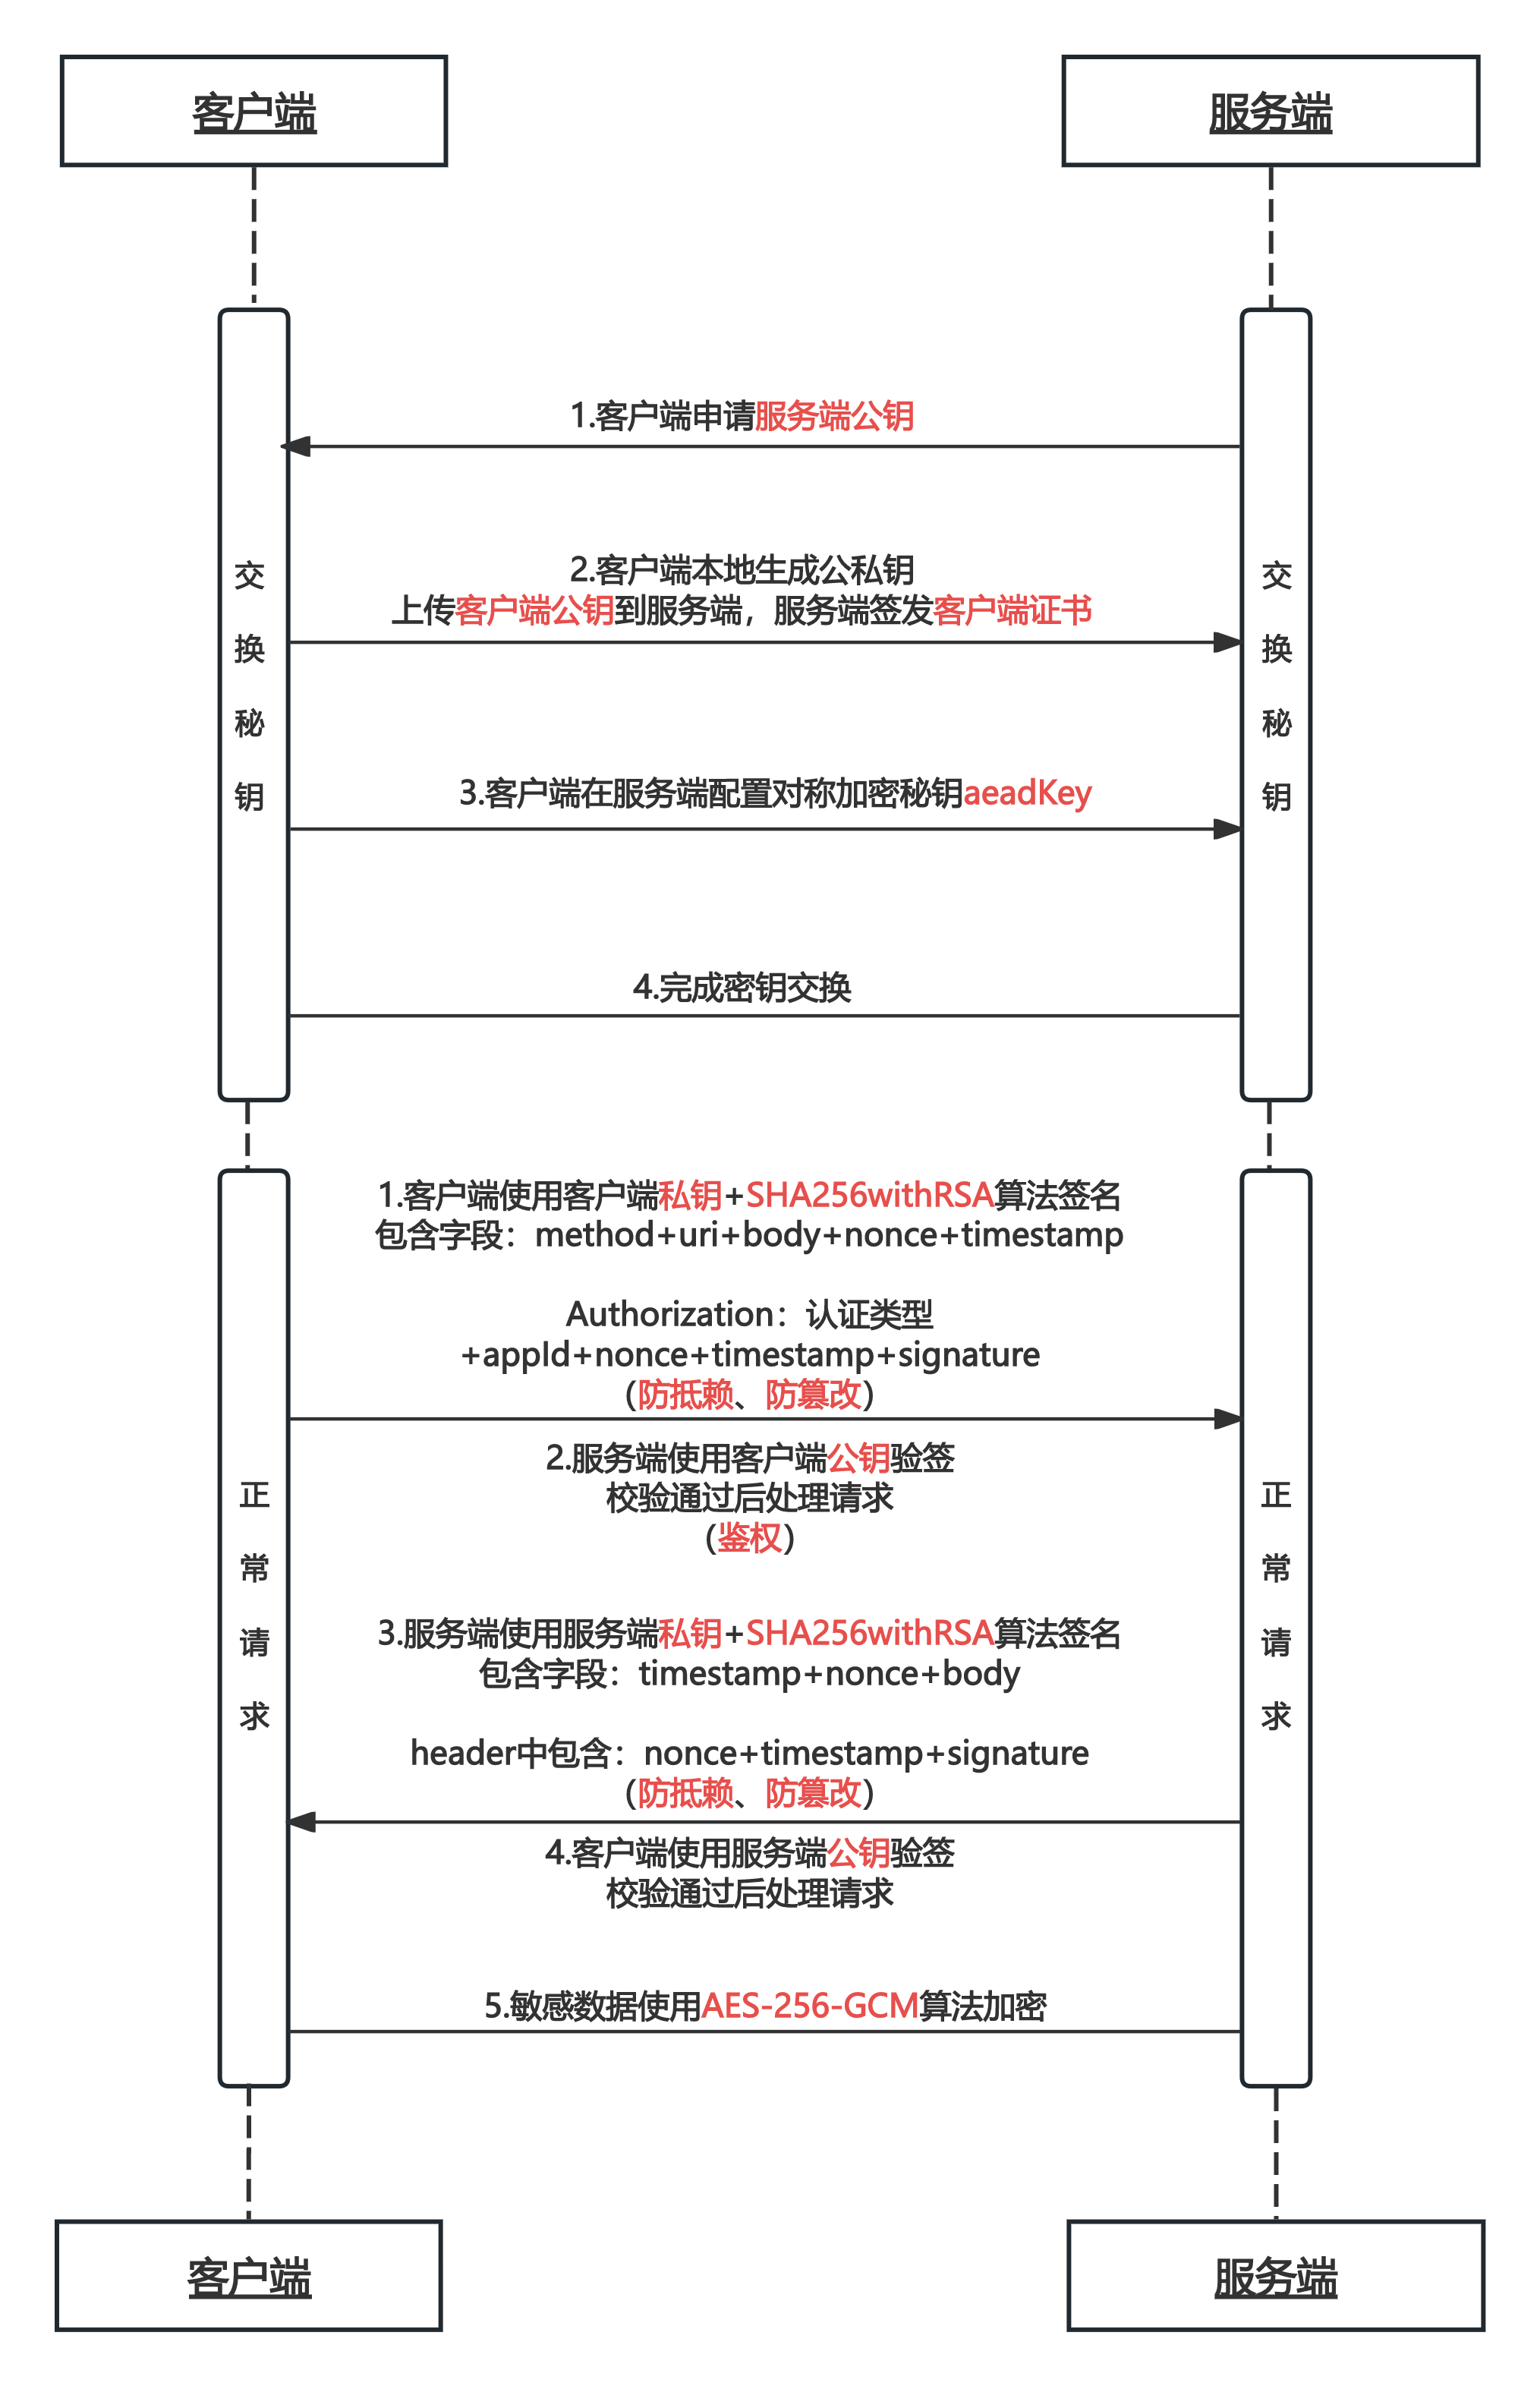 客户端
服务端
1.客户端申请服务端公钥
2.客户端本地生成公私钥
上传客户端公钥到服务端，服务端签发客户端证书
3.客户端在服务端配置对称加密秘钥aeadKey
4.完成密钥交换
交
换
秘
钥
交
换
秘
钥
1.客户端使用客户端私钥+SHA256withRSA算法签名
包含字段：method+uri+body+nonce+timestamp
Authorization：认证类型
+appId+nonce+timestamp+signature
（防抵赖、防篡改）
2.服务端使用客户端公钥验签
校验通过后处理请求
（鉴权）
3.服务端使用服务端私钥+SHA256withRSA算法签名
包含字段：timestamp+nonce+body
header中包含：nonce+timestamp+signature
（防抵赖、防篡改）
4.客户端使用服务端公钥验签
校验通过后处理请求
5.敏感数据使用AES-256-GCM算法加密
正
常
请
求
正
常
请
求
客户端
服务端